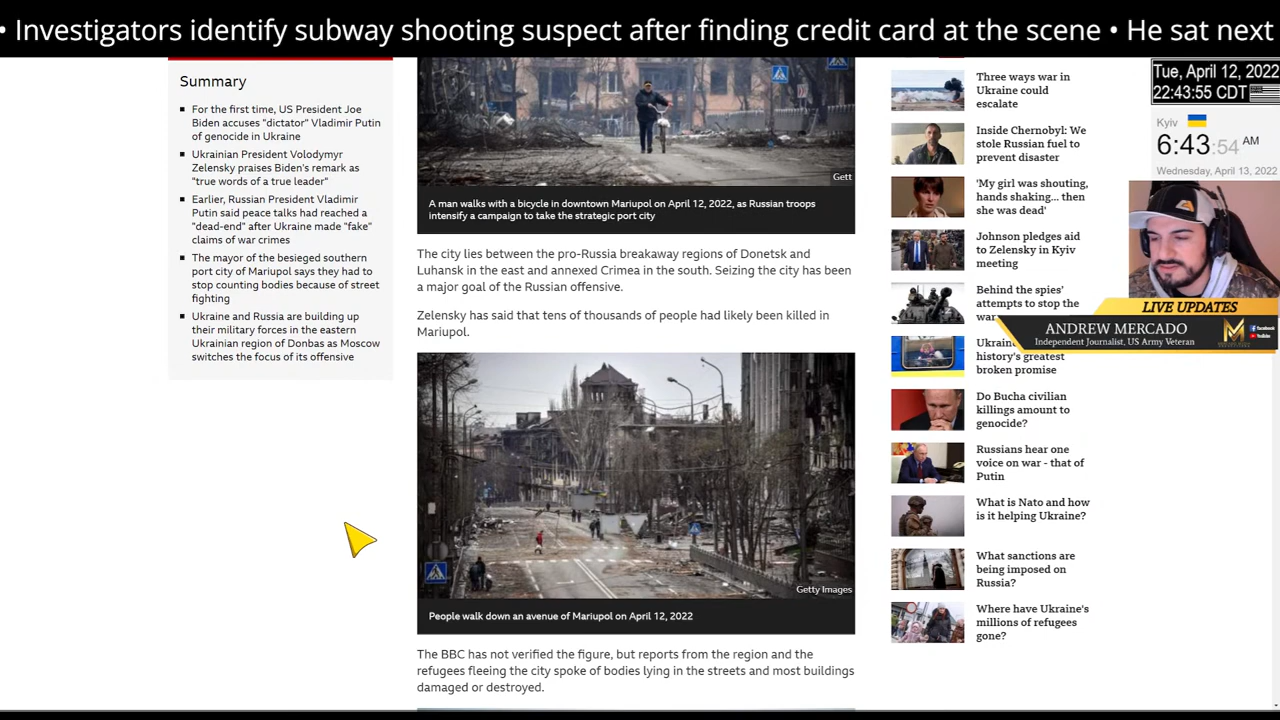 • Investigators identify subway shooting suspect after finding credit card at the scene • He sat next
Summary
For the first time, US President Joe
Biden accuses "dictator" Vladimir Putin
of genocide in Ukraine
Ukrainian President Volodymyr
Zelensky praises Biden's remark as
"true words of a true leader"
Earlier, Russian President Vladimir
Putin said peace talks had reached a
"dead-end" after Ukraine made "fake"
claims of war crimes
The mayor of the besieged southern
port city of Mariupol says they had to
stop counting bodies because of street
fighting
Ukraine and Russia are building up
their military forces in the eastern
Ukrainian region of Donbas as Moscow
switches the focus of its offensive
Gett
A man walks with a bicycle in downtown Mariupol on April 12, 2022, as Russian troops
intensify a campaign to take the strategic port city
The city lies between the pro-Russia breakaway regions of Donetsk and
Luhansk in the east and annexed Crimea in the south. Seizing the city has been
a major goal of the Russian offensive.
Zelensky has said that tens of thousands of people had likely been killed in
Mariupol.
Getty Images
People walk down an avenue of Mariupol on April 12, 2022
The BBC has not verified the figure, but reports from the region and the
refugees fleeing the city spoke of bodies lying in the streets and most buildings
damaged or destroyed.
Three ways war in
Ukraine could
escalate
Inside Chernobyl: We
stole Russian fuel to
prevent disaster
'My girl was shouting,
hands shaking... then
she was dead'
Johnson pledges aid
to Zelensky in Kyiv
meeting
Behind the spies'
attempts to stop the
war
Ukraine
history's greatest
broken promise
Do Bucha civilian
killings amount to
genocide?
Russians hear one
voice on war - that of
Putin
What is Nato and how
is it helping Ukraine?
What sanctions are
being imposed on
Russia?
Where have Ukraine's
millions of refugees
gone?
Tue, April 12, 2022
22:43:55 CDT
Kyiv
6:43:54 AM
Wednesday, April 13, 2022
LIVE UPDATES
ANDREW MERCADO
Independent Journalist, US Army Veteran